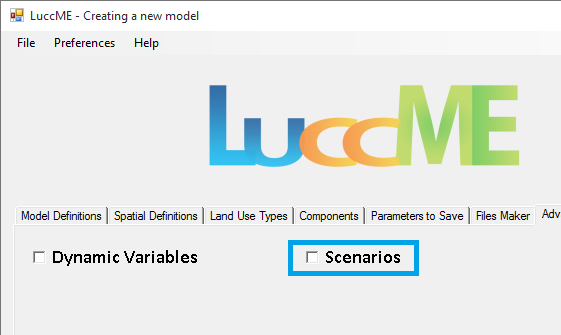 LuccME - Creating a new model
File Preferences Help
LuccME
Model Definitions Spatial Definitions Land Use Types Components Parameters to Save Files Maker Adv
Dynamic Variables Scenarios